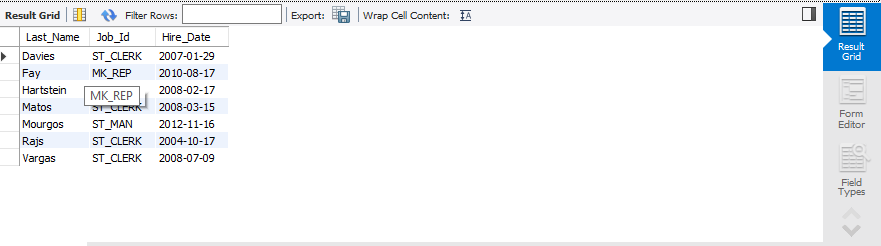 Result Grid Filter Rows: Export: Wrap Cell Content:
Last_Name Job_Id Hire_Date
Davies ST_CLERK 2007-01-29
Fay MK_REP 2010-08-17
Hartstein 2008-02-17
MK_REP
Matos ST_CLERK 2008-03-15
Mourgos ST_MAN 2012-11-16
Rajs ST_CLERK 2004-10-17
Vargas ST_CLERK 2008-07-09
Result
Grid
Form
Editor
Field
Types